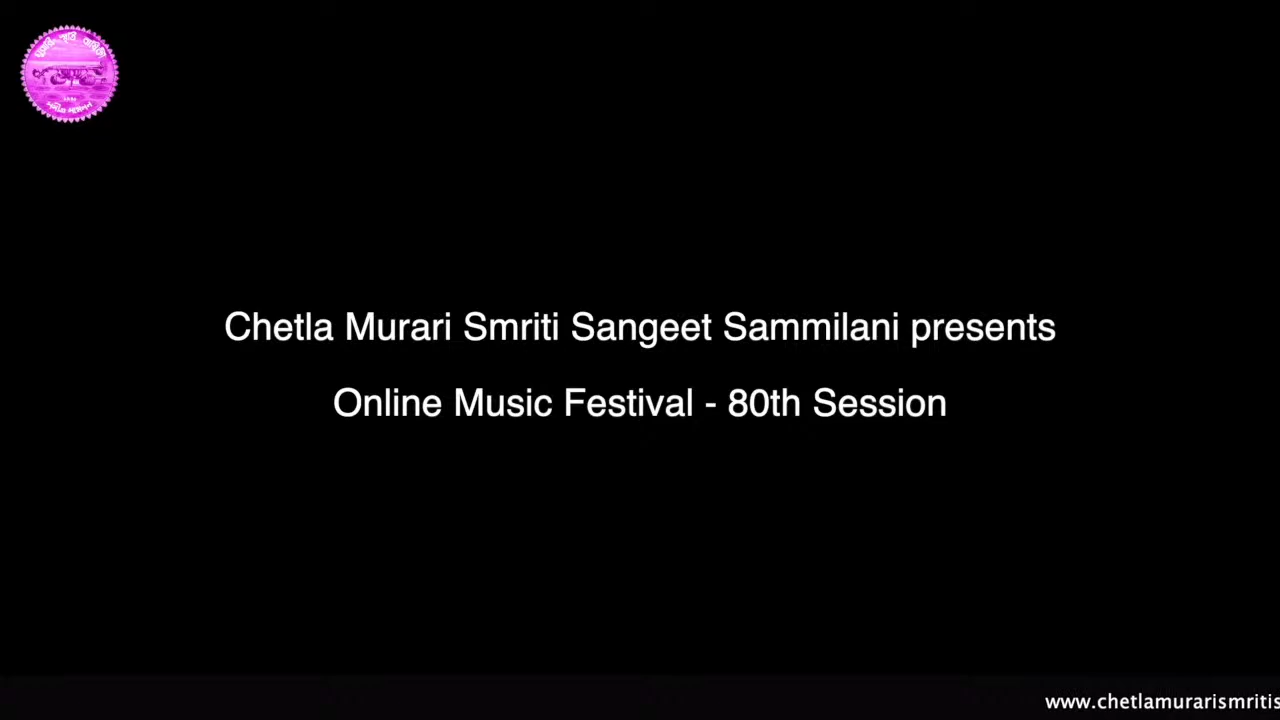 Chetla Murari Smriti Sangeet Sammilani presents
Online Music Festival - 80th Session
www.chetlamurarismritis